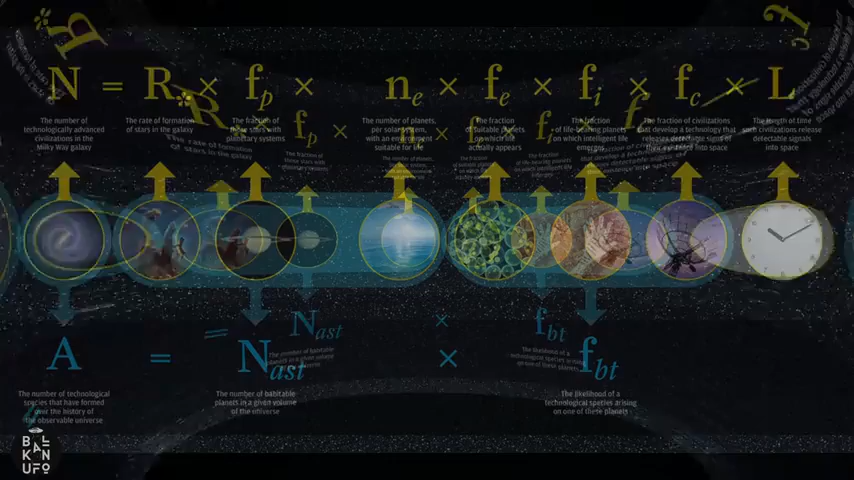 N = R* × fp × ne × fe × fi × fc × L
The number of
technologically advanced
civilizations in the
Milky Way galaxy
The rate of formation
of stars in the galaxy
The fraction of
those stars with
planetary systems
The number of planets,
per solar system,
with an environment
suitable for life
The fraction
of suitable planets
on which life
actually appears
The fraction
of life-bearing planets
on which intelligent life
emerges
The fraction of civilizations
that develop a technology that
releases detectable signs of
their existence into space
The length of time
such civilizations release
detectable signals
into space
A = Nast × fbt
The number of technological
species that have formed
over the history of
the observable universe
The number of habitable
planets in a given volume
of the universe
The likelihood of a
technological species arising
on one of these planets
BAL
KAN
UFO